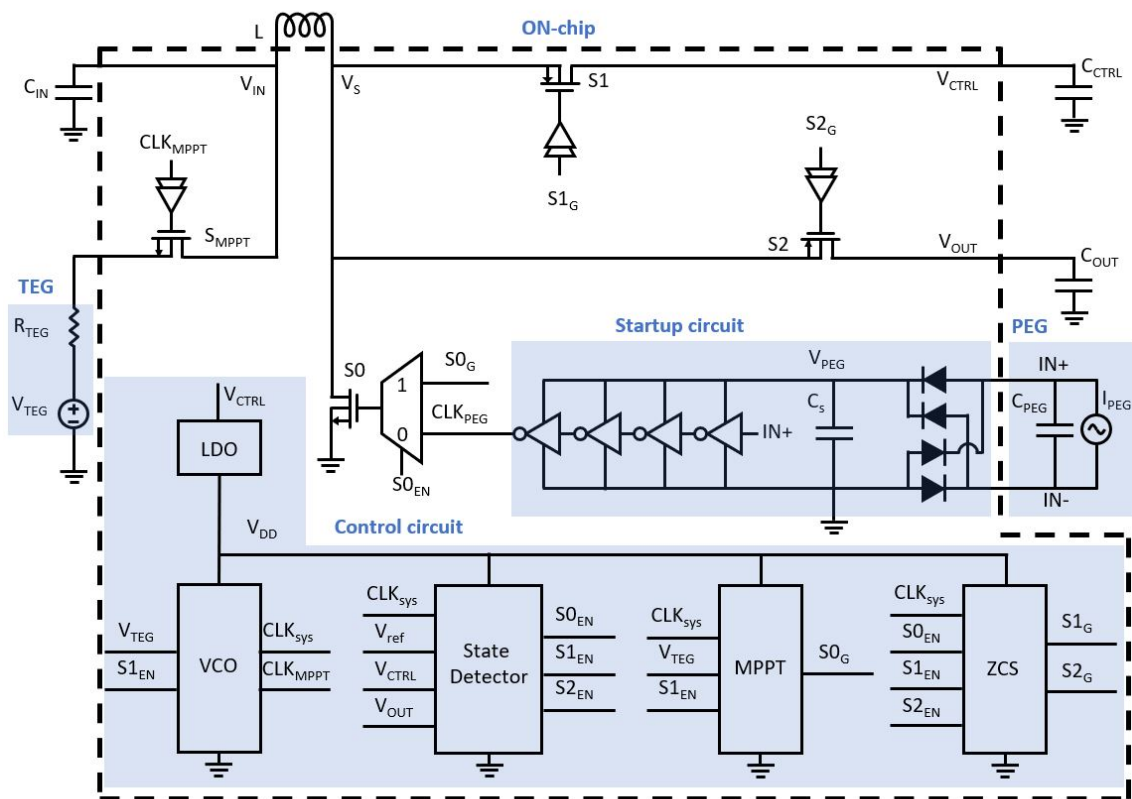 ON-chip
L
C_IN
V_IN
V_S
S1
V_CTRL
C_CTRL
CLK_MPPT
S1_G
S2_G
S_MPPT
S2
V_OUT
C_OUT
TEG
R_TEG
V_TEG
Startup circuit
PEG
S0
1
0
S0_G
CLK_PEG
S0_EN
V_PEG
C_s
IN+
IN+
C_PEG
I_PEG
IN-
V_CTRL
LDO
V_DD
Control circuit
V_TEG
S1_EN
VCO
CLK_sys
CLK_MPPT
CLK_sys
V_ref
V_CTRL
V_OUT
State
Detector
S0_EN
S1_EN
S2_EN
CLK_sys
V_TEG
S1_EN
MPPT
S0_G
CLK_sys
S0_EN
S1_EN
S2_EN
ZCS
S1_G
S2_G